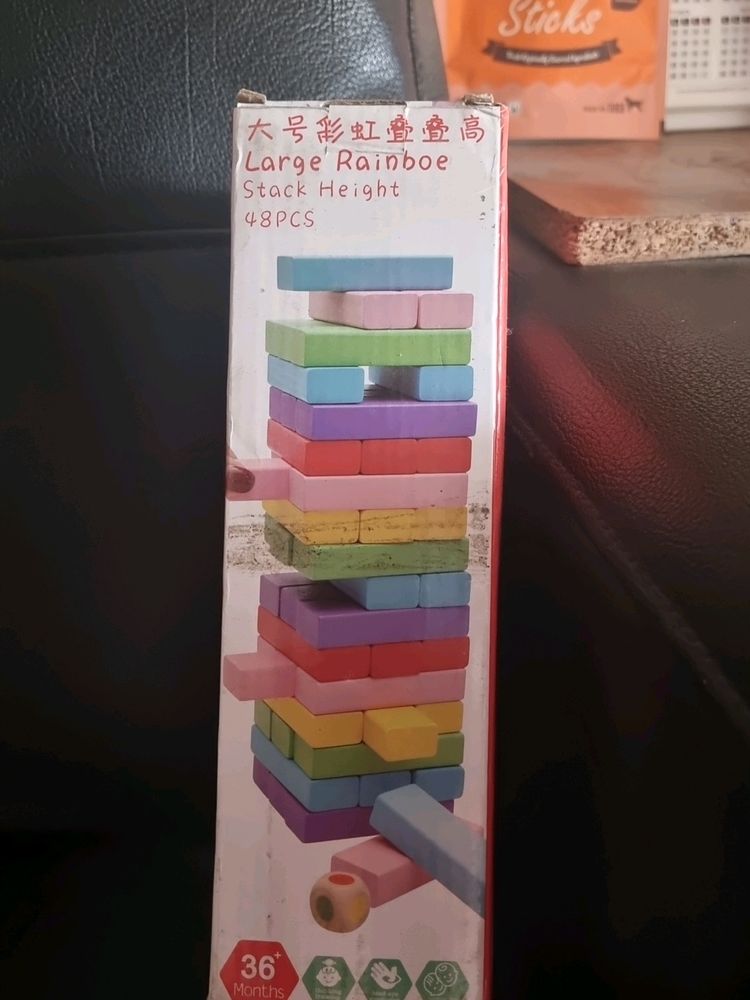 Sticks
大号彩虹叠叠高
Large Rainboe
Stack Height
48PCS
36+
Months